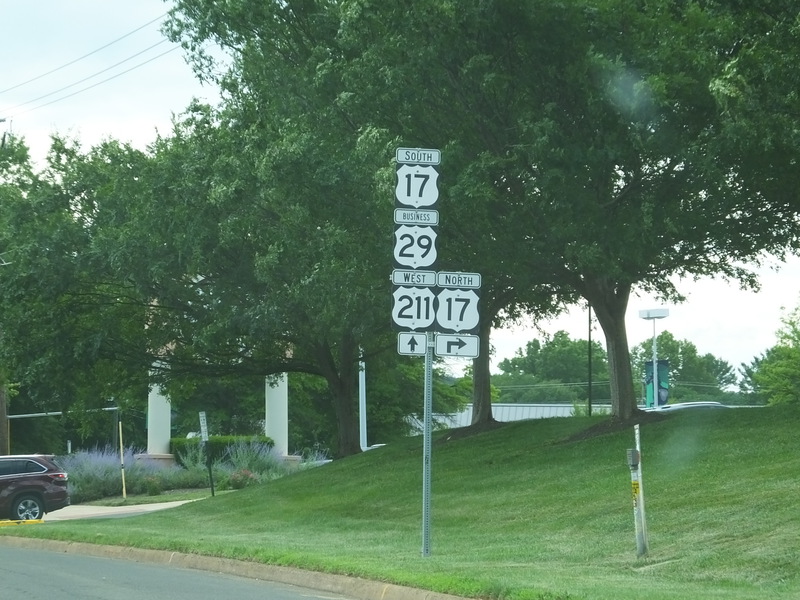 SOUTH
17
BUSINESS
29
WEST NORTH
211 17